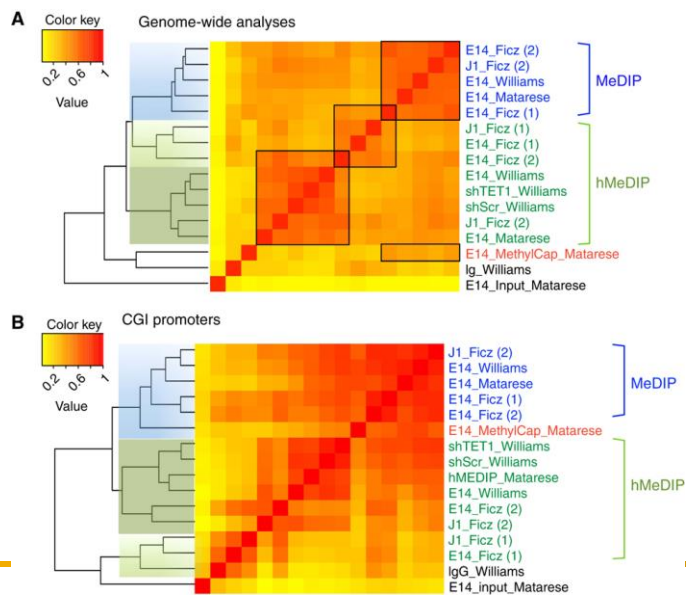 A
Genome-wide analyses
Color key
0.2
0.6
1
Value
E14_Ficz (2)
J1_Ficz (2)
E14_Williams
E14_Matarese
E14_Ficz (1)
MeDIP
J1_Ficz (1)
E14_Ficz (1)
E14_Ficz (2)
E14_Williams
shTET1_Williams
shScr_Williams
J1_Ficz (2)
E14_Matarese
hMeDIP
E14_MethylCap_Matarese
Ig_Williams
E14_Input_Matarese
B
CGI promoters
Color key
0.2
0.6
1
Value
J1_Ficz (2)
E14_Williams
E14_Matarese
E14_Ficz (1)
E14_Ficz (2)
MeDIP
E14_MethylCap_Matarese
shTET1_Williams
shScr_Williams
hMEDIP_Matarese
E14_Williams
E14_Ficz (2)
J1_Ficz (2)
J1_Ficz (1)
E14_Ficz (1)
hMeDIP
IgG_Williams
E14_input_Matarese